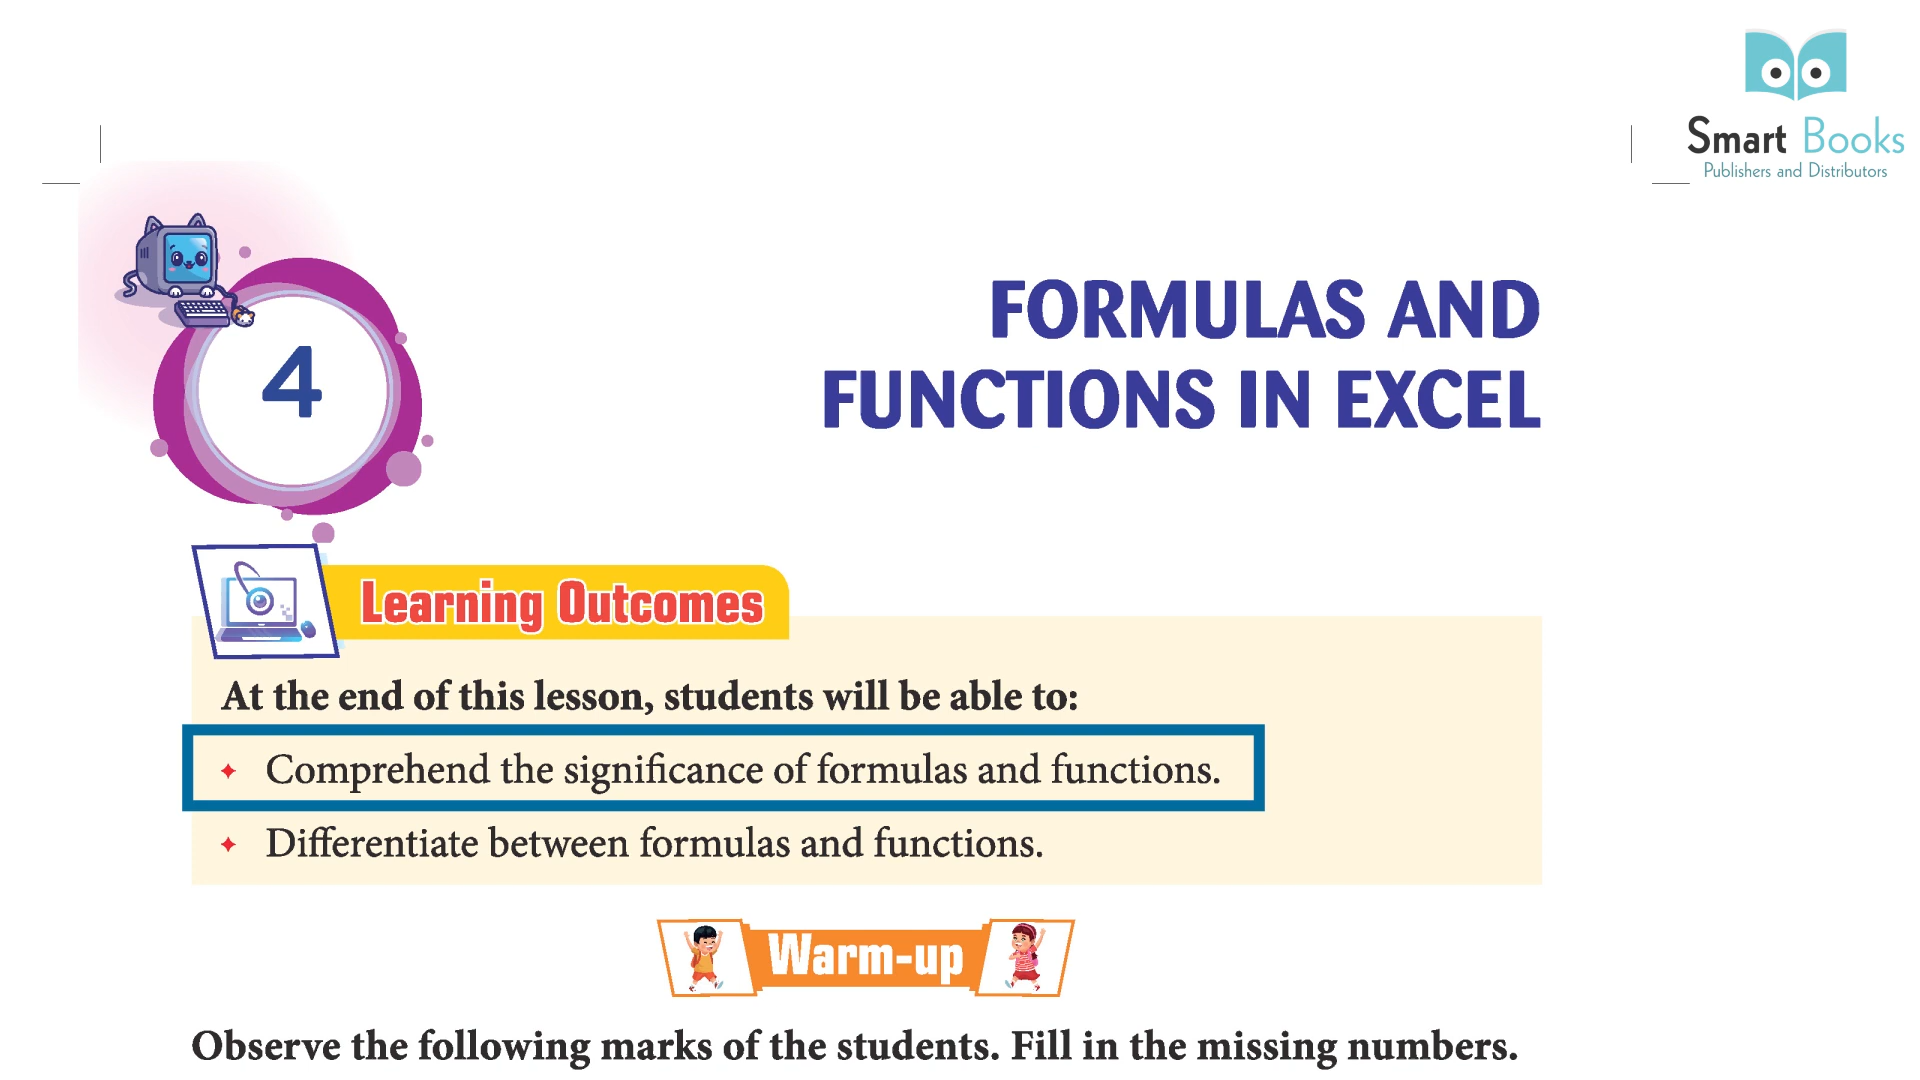 Smart Books
Publishers and Distributors
4
FORMULAS AND
FUNCTIONS IN EXCEL
Learning Outcomes
At the end of this lesson, students will be able to:
Comprehend the significance of formulas and functions.
Differentiate between formulas and functions.
Warm-up
Observe the following marks of the students. Fill in the missing numbers.